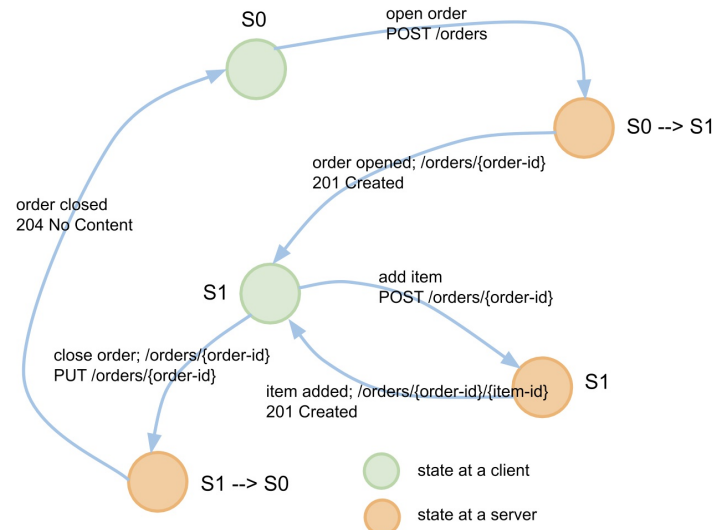 S0
open order
POST /orders
S0 --> S1
order opened; /orders/{order-id}
201 Created
order closed
204 No Content
S1
add item
POST /orders/{order-id}
close order; /orders/{order-id}
PUT /orders/{order-id}
item added; /orders/{order-id}/{item-id}
201 Created
S1
S1 --> S0
state at a client
state at a server